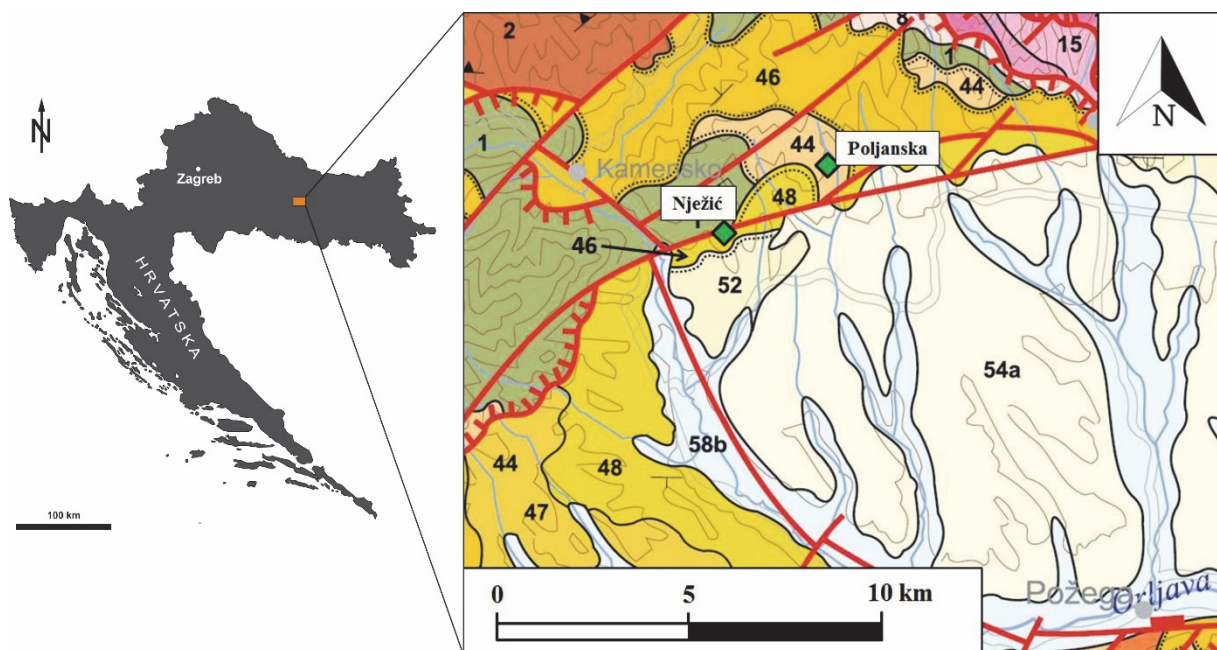 N
Zagreb
HRVATSKA
100 km
2
8
15
46
1
44
1
44
Poljanska
Kamensko
48
Nježić
46
52
54a
58b
44
48
47
0
5
10 km
Požega
Orljava
N